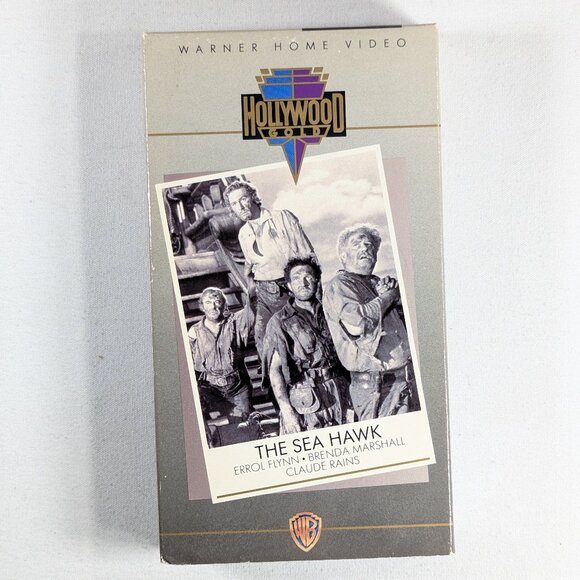 WARNER HOME VIDEO
HOLLYWOOD
GOLD
THE SEA HAWK
ERROL FLYNN • BRENDA MARSHALL
CLAUDE RAINS
WB